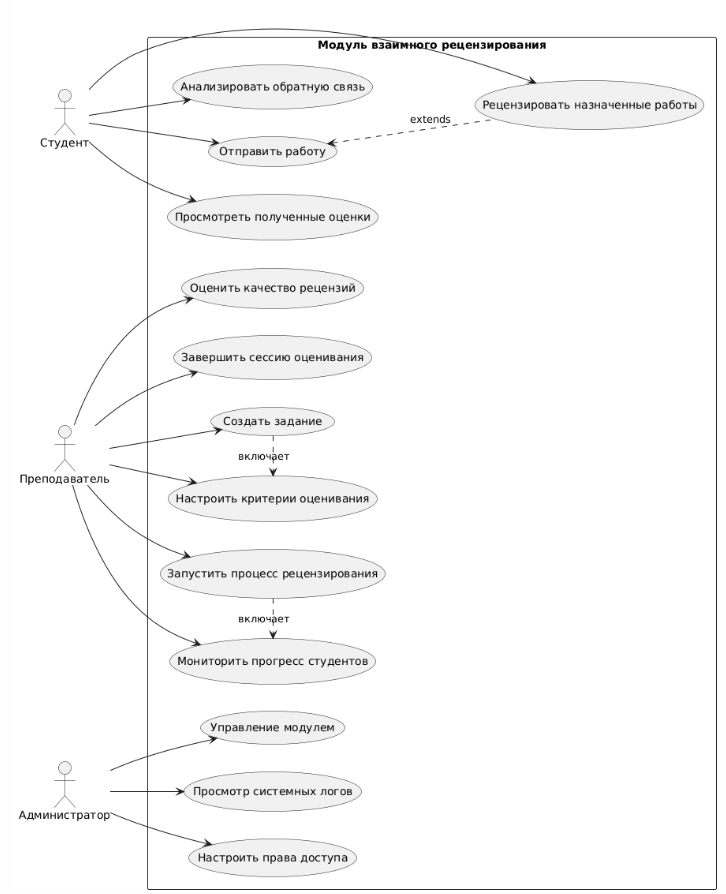 Модуль взаимного рецензирования
Анализировать обратную связь
Рецензировать назначенные работы
extends
Студент
Отправить работу
Просмотреть полученные оценки
Оценить качество рецензий
Завершить сессию оценивания
Создать задание
включает
Преподаватель
Настроить критерии оценивания
Запустить процесс рецензирования
включает
Мониторить прогресс студентов
Управление модулем
Просмотр системных логов
Администратор
Настроить права доступа